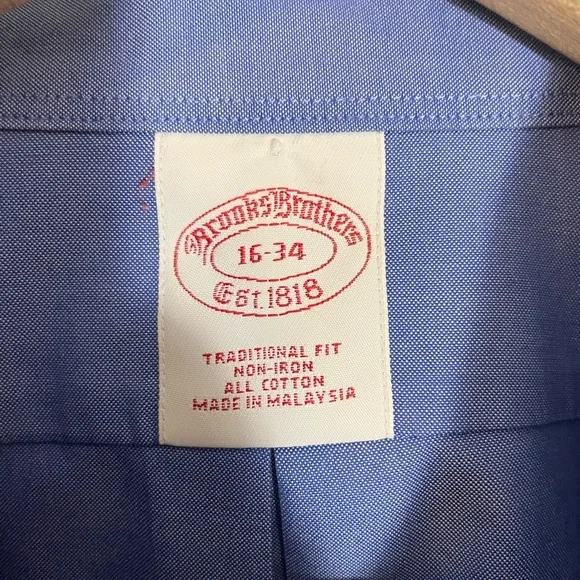 Brooks Brothers
16-34
Est. 1818
TRADITIONAL FIT
NON-IRON
ALL COTTON
MADE IN MALAYSIA